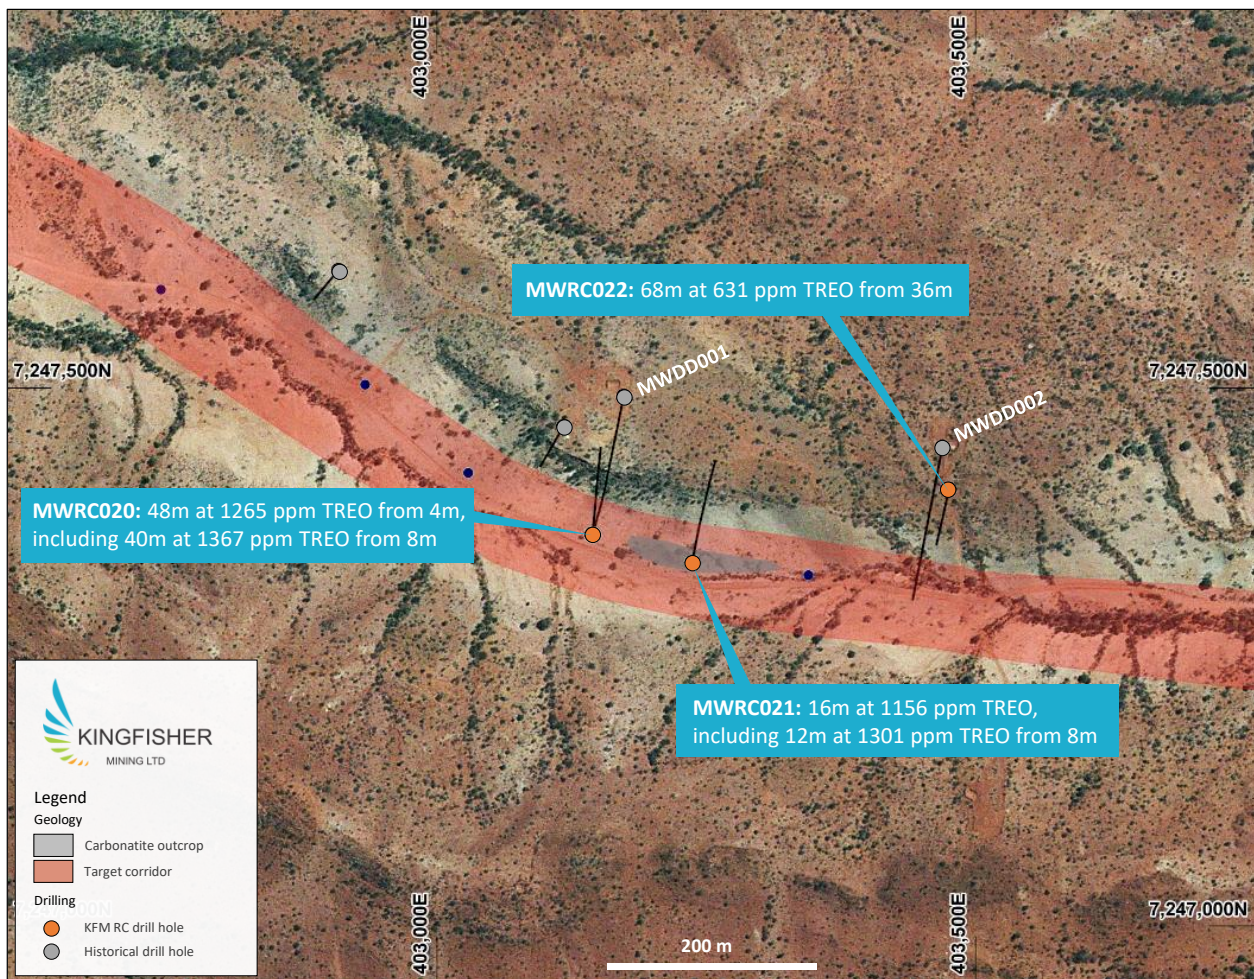 403,000E
403,500E
MWRC022: 68m at 631 ppm TREO from 36m
MWDD001
7,247,500N
7,247,500N
MWDD002
MWRC020: 48m at 1265 ppm TREO from 4m,
including 40m at 1367 ppm TREO from 8m
MWRC021: 16m at 1156 ppm TREO,
including 12m at 1301 ppm TREO from 8m
KINGFISHER
MINING LTD
Legend
Geology
Carbonatite outcrop
Target corridor
Drilling
7,247,000N
KFM RC drill hole
Historical drill hole
403,000E
403,500E
7,247,000N
200 m